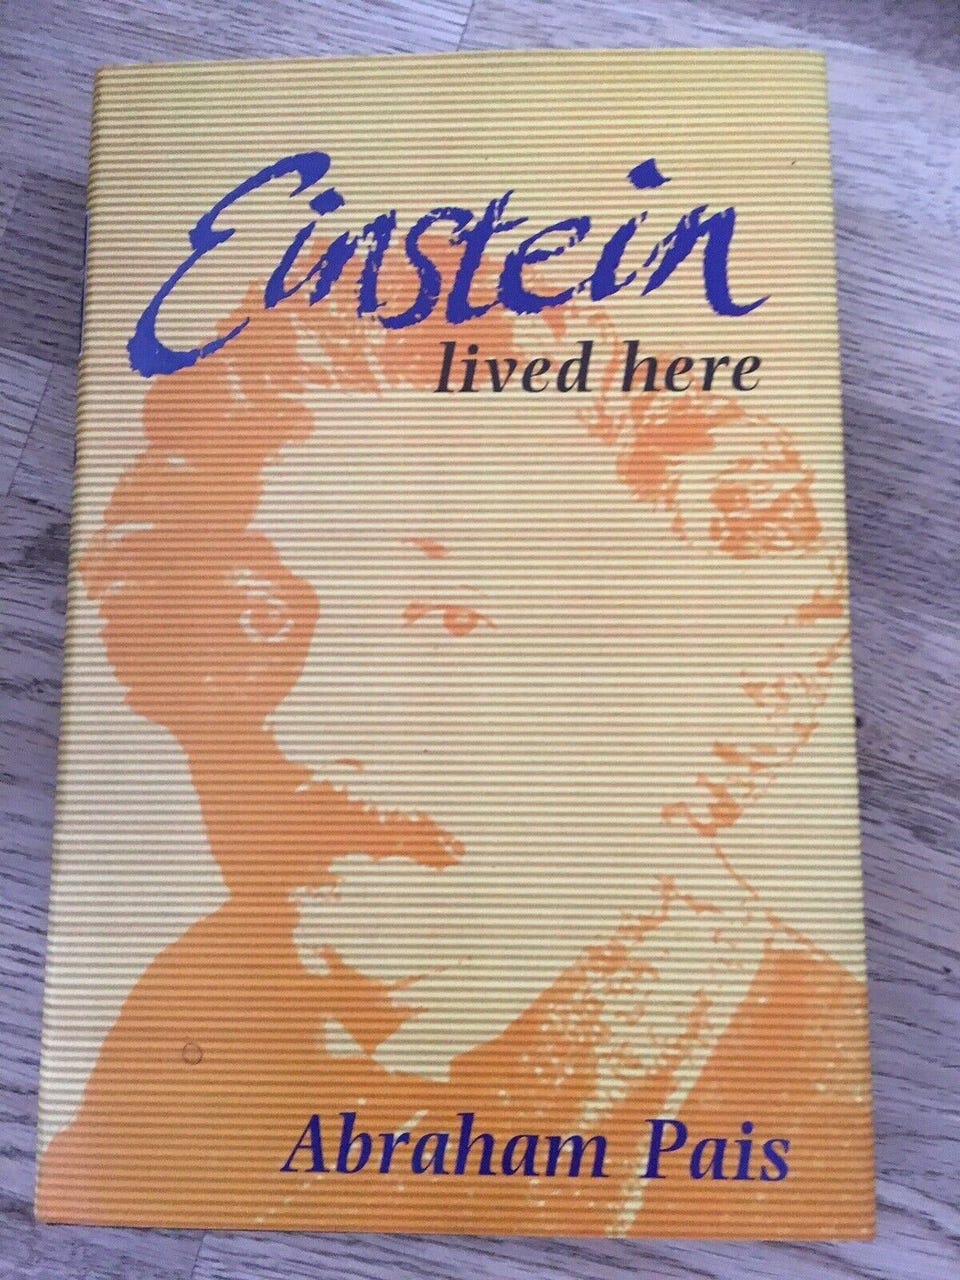 Einstein
lived here
Abraham Pais